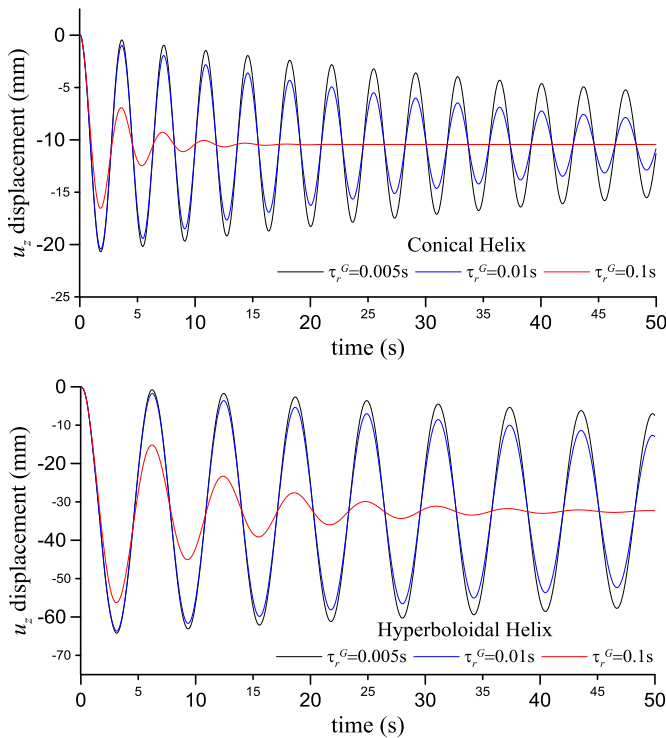 0
-5
-10
-15
-20
-25
u_z displacement (mm)
Conical Helix
τ_r^G=0.005s τ_r^G=0.01s τ_r^G=0.1s
0 5 10 15 20 25 30 35 40 45 50
time (s)
0
-10
-20
-30
-40
-50
-60
-70
u_z displacement (mm)
Hyperboloidal Helix
τ_r^G=0.005s τ_r^G=0.01s τ_r^G=0.1s
0 5 10 15 20 25 30 35 40 45 50
time (s)